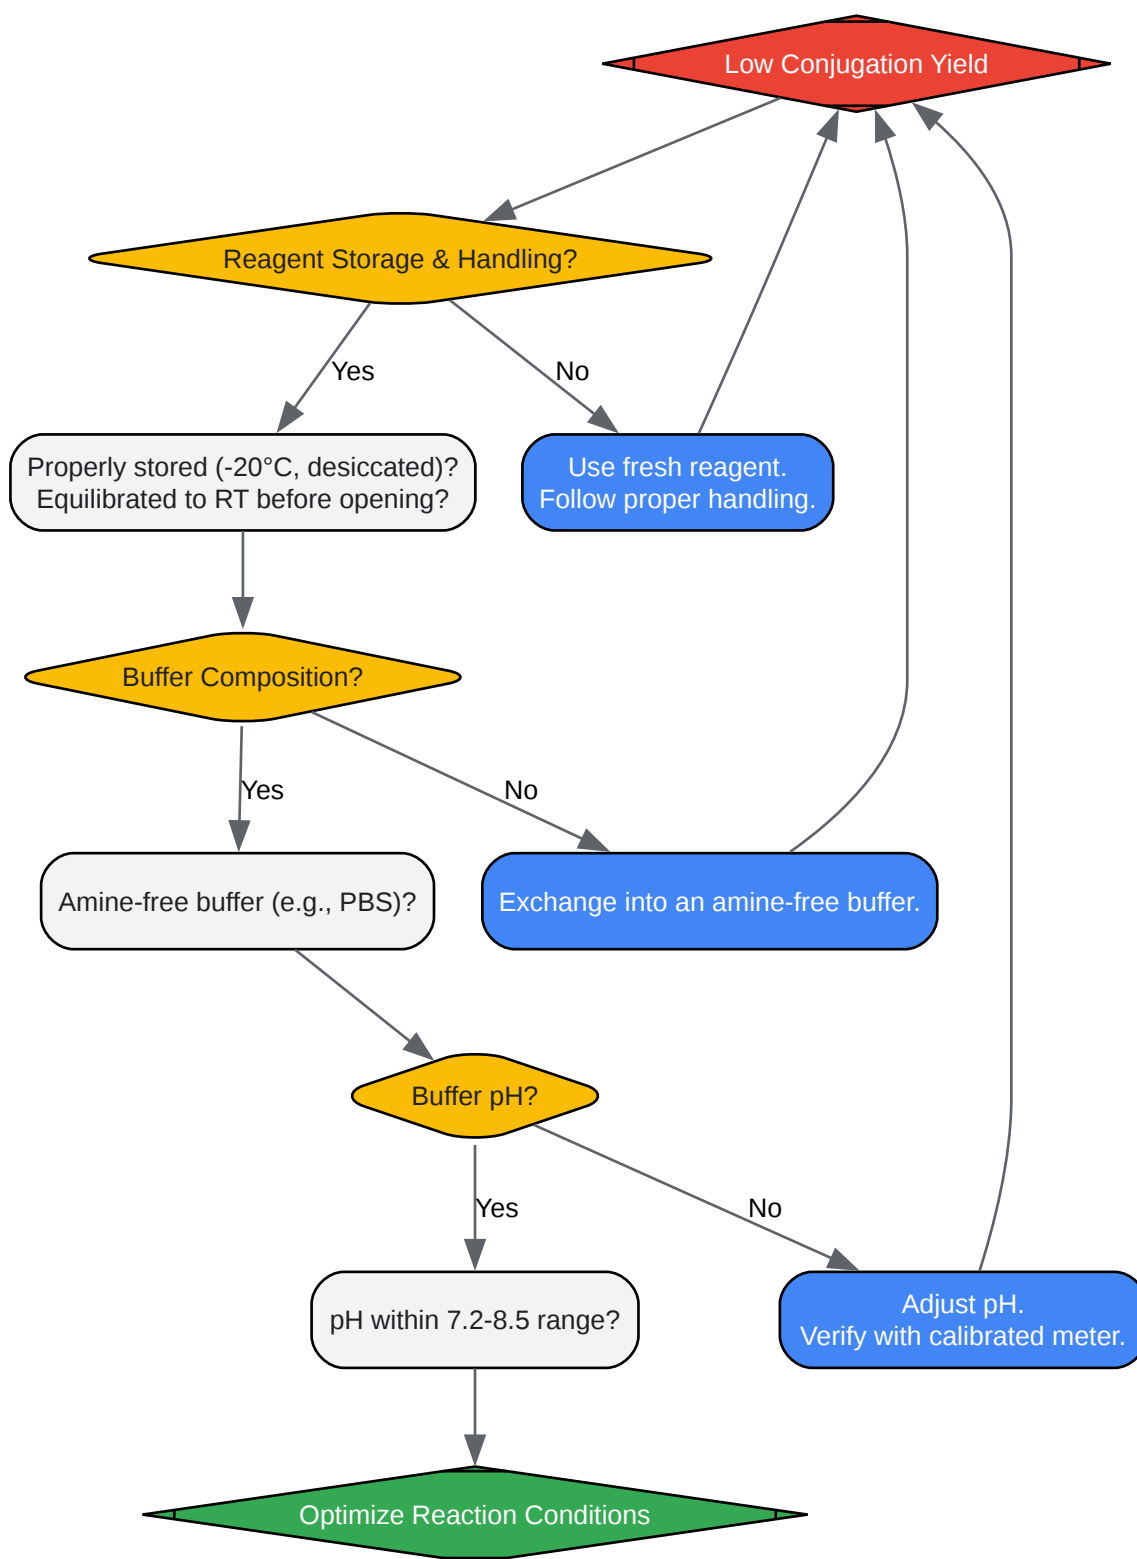 Low Conjugation Yield
Reagent Storage & Handling?
Yes
No
Properly stored (-20°C, desiccated)?
Equilibrated to RT before opening?
Use fresh reagent.
Follow proper handling.
Buffer Composition?
Yes
No
Amine-free buffer (e.g., PBS)?
Exchange into an amine-free buffer.
Buffer pH?
Yes
No
pH within 7.2-8.5 range?
Adjust pH.
Verify with calibrated meter.
Optimize Reaction Conditions